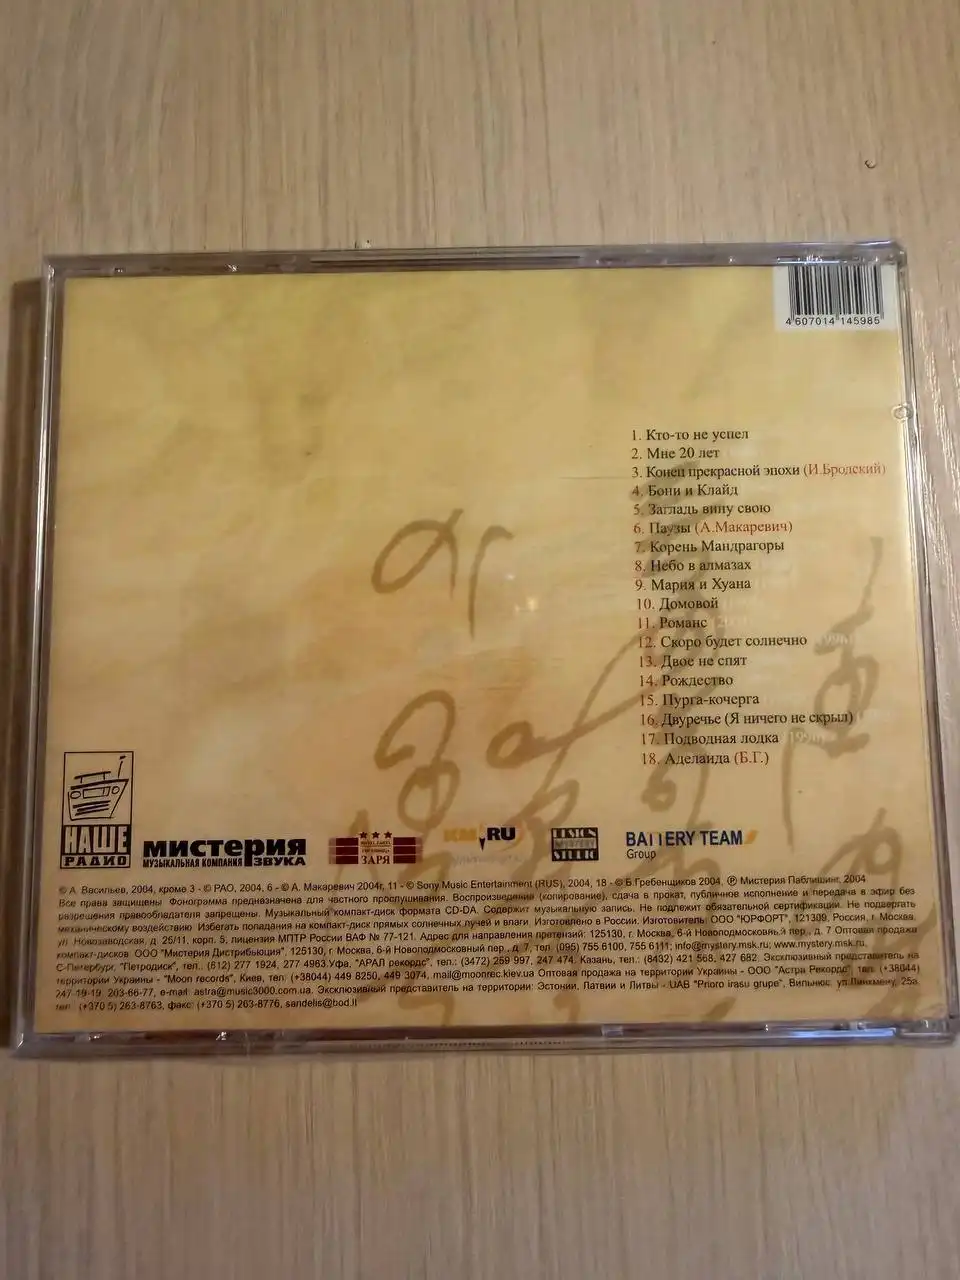 4 607014 145985
1. Кто-то не успел
2. Мне 20 лет
3. Конец прекрасной эпохи (И.Бродский)
4. Бони и Клайд
5. Загладь вину свою
6. Паузы (А.Макаревич)
7. Корень Мандрагоры
8. Небо в алмазах
9. Мария и Хуана
10. Домовой
11. Романс
12. Скоро будет солнечно
13. Двое не спят
14. Рождество
15. Пурга-кочерга
16. Двуречье (Я ничего не скрыл)
17. Подводная лодка
18. Аделаида (Б.Г.)
НАШЕ
РАДИО
МИСТЕРИЯ
МУЗЫКАЛЬНАЯ КОМПАНИЯ ЗВУКА
ЗАРЯ
KM.RU
BATTERY TEAM
Group
© А. Васильев, 2004, кроме 3 - © РАО, 2004, 6 - © А. Макаревич 2004г, 11 - © Sony Music Entertainment (RUS), 2004, 18 - © Б.Гребенщиков 2004, ℗ Мистерия Паблишинг, 2004
Все права защищены. Фонограмма предназначена для частного прослушивания. Воспроизведение (копирование), сдача в прокат, публичное исполнение и передача в эфир без
разрешения правообладателя запрещены. Музыкальный компакт-диск формата CD-DA. Содержит музыкальную запись. Не подлежит обязательной сертификации. Не подвергать
механическому воздействию. Избегать попадания на компакт-диск прямых солнечных лучей и влаги. Изготовлено в России. Изготовитель: ООО "ЮРФОРТ", 121309, Россия, г. Москва,
ул. Новозаводская, д. 25/11, корп. 5, лицензия МПТР России ВАФ № 77-121. Адрес для направления претензий: 125130, г. Москва, 6-й Новоподмосковный пер., д. 7 Оптовая продажа
компакт-дисков ООО "Мистерия Дистрибьюция", 125130, г. Москва, 6-й Новоподмосковный пер., д. 7, тел. (095) 755 6100, 755 6111; info@mystery.msk.ru; www.mystery.msk.ru,
С-Петербург, "Петродиск", тел.: (812) 277 1924, 277 4963.Уфа, "АРАЛ рекордс", тел.: (3472) 259 997, 247 474. Казань, тел.: (8432) 421 568, 427 682. Эксклюзивный представитель на
территории Украины - "Moon records", Киев, тел. (+38044) 449 8250, 449 3074, mail@moonrec.kiev.ua Оптовая продажа на территории Украины - ООО "Астра Рекордс" тел. (+38044)
247-19-19, 203-66-77, e-mail: astra@music3000.com.ua. Эксклюзивный представитель на территории: Эстонии, Латвии и Литвы - UAB "Prioro irasu grupe", Вильнюс, 25а,
тел. (+370 5) 263-8763, факс: (+370 5) 263-8776, sandelis@bod.lt